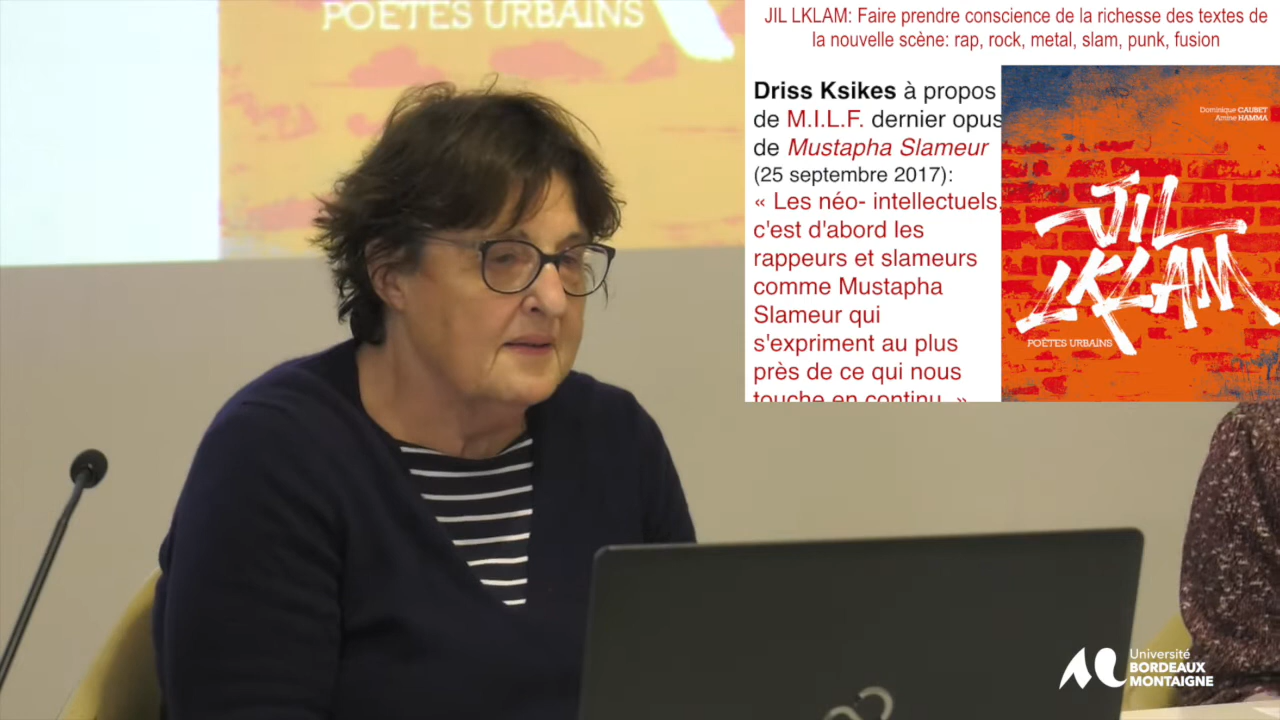 POÈTES URBAINS
JIL LKLAM: Faire prendre conscience de la richesse des textes de
la nouvelle scène: rap, rock, metal, slam, punk, fusion
Driss Ksikes à propos
de M.I.L.F. dernier opus
de Mustapha Slameur
(25 septembre 2017):
« Les néo- intellectuels,
c'est d'abord les
rappeurs et slameurs
comme Mustapha
Slameur qui
s'expriment au plus
près de ce qui nous
touche en continu. »
Dominique CAUBET
Amine HAMMA
JIL
LKLAM
POÈTES URBAINS
Université
BORDEAUX
MONTAIGNE